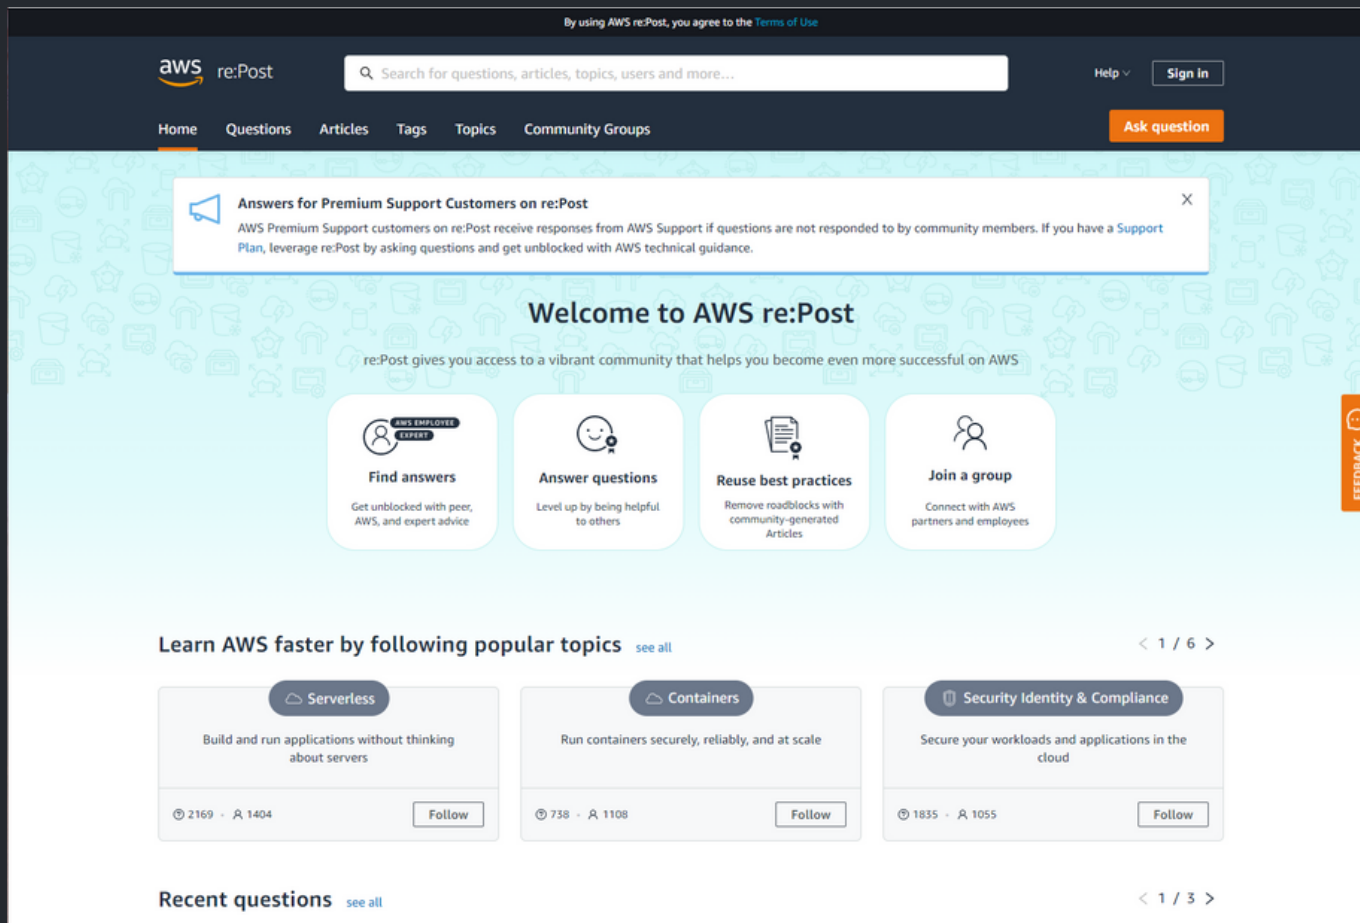 By using AWS re:Post, you agree to the Terms of Use
aws re:Post
Search for questions, articles, topics, users and more...
Help
Sign in
Home Questions Articles Tags Topics Community Groups
Ask question
Answers for Premium Support Customers on re:Post
AWS Premium Support customers on re:Post receive responses from AWS Support if questions are not responded to by community members. If you have a Support
Plan, leverage re:Post by asking questions and get unblocked with AWS technical guidance.
Welcome to AWS re:Post
re:Post gives you access to a vibrant community that helps you become even more successful on AWS
AWS EMPLOYEE
EXPERT
Find answers
Get unblocked with peer,
AWS, and expert advice
Answer questions
Level up by being helpful
to others
Reuse best practices
Remove roadblocks with
community-generated
Articles
Join a group
Connect with AWS
partners and employees
FEEDBACK
Learn AWS faster by following popular topics see all
1 / 6
Serverless
Build and run applications without thinking
about servers
2169 · 1404
Follow
Containers
Run containers securely, reliably, and at scale
738 · 1108
Follow
Security Identity & Compliance
Secure your workloads and applications in the
cloud
1835 · 1055
Follow
Recent questions see all
1 / 3